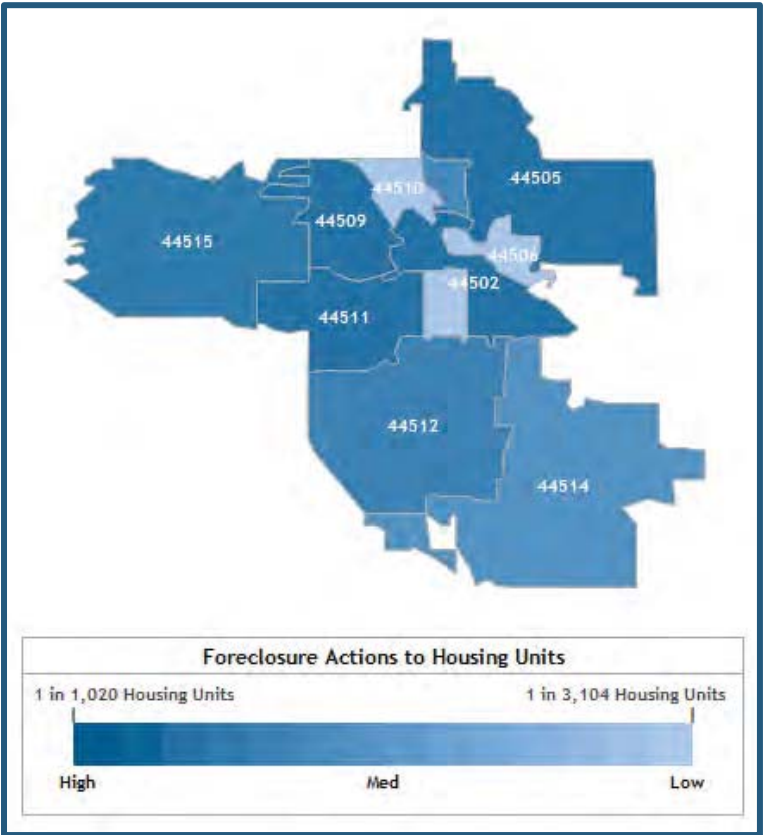 44510
44505
44509
44515
44506
44502
44511
44512
44514
Foreclosure Actions to Housing Units
1 in 1,020 Housing Units
1 in 3,104 Housing Units
High
Med
Low